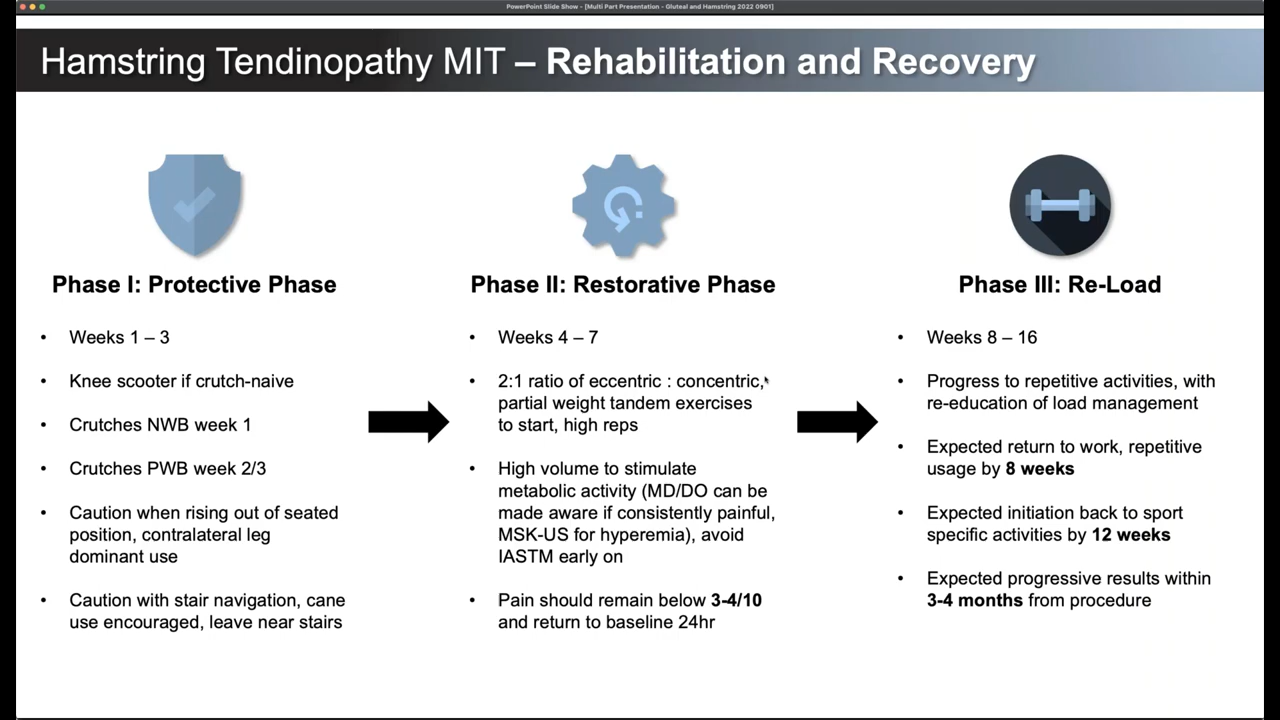 PowerPoint Slide Show - [Multi Part Presentation - Gluteal and Hamstring 2022 0901]
Hamstring Tendinopathy MIT – Rehabilitation and Recovery
Phase I: Protective Phase
• Weeks 1 – 3
• Knee scooter if crutch-naive
• Crutches NWB week 1
• Crutches PWB week 2/3
• Caution when rising out of seated
position, contralateral leg
dominant use
• Caution with stair navigation, cane
use encouraged, leave near stairs
Phase II: Restorative Phase
• Weeks 4 – 7
• 2:1 ratio of eccentric : concentric,
partial weight tandem exercises
to start, high reps
• High volume to stimulate
metabolic activity (MD/DO can be
made aware if consistently painful,
MSK-US for hyperemia), avoid
IASTM early on
• Pain should remain below 3-4/10
and return to baseline 24hr
Phase III: Re-Load
• Weeks 8 – 16
• Progress to repetitive activities, with
re-education of load management
• Expected return to work, repetitive
usage by 8 weeks
• Expected initiation back to sport
specific activities by 12 weeks
• Expected progressive results within
3-4 months from procedure